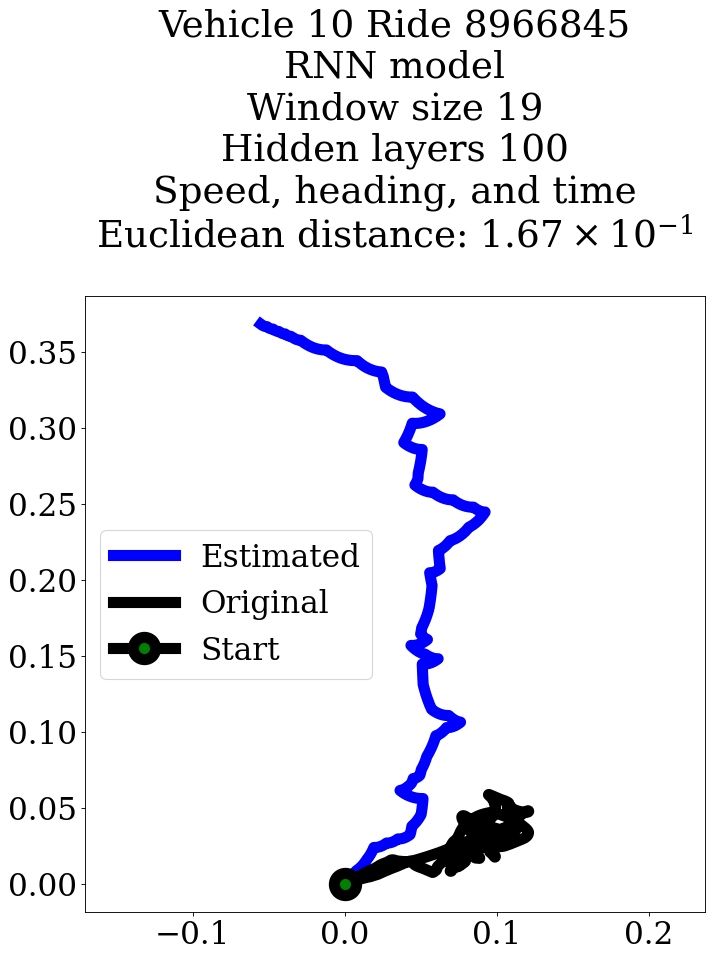 Vehicle 10 Ride 8966845
RNN model
Window size 19
Hidden layers 100
Speed, heading, and time
Euclidean distance: 1.67 × 10⁻¹
0.35
0.30
0.25
0.20
0.15
0.10
0.05
0.00
Estimated
Original
Start
−0.1
0.0
0.1
0.2